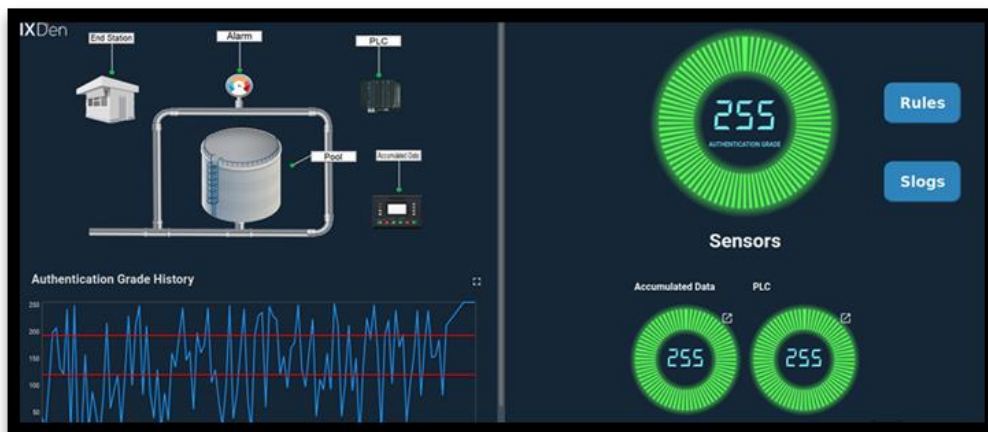 IXDen
End Station
Alarm
PLC
Pool
Accumulated Data
Authentication Grade History
250
200
150
100
50
255
AUTHENTICATION GRADE
Rules
Slogs
Sensors
Accumulated Data
PLC
255
255